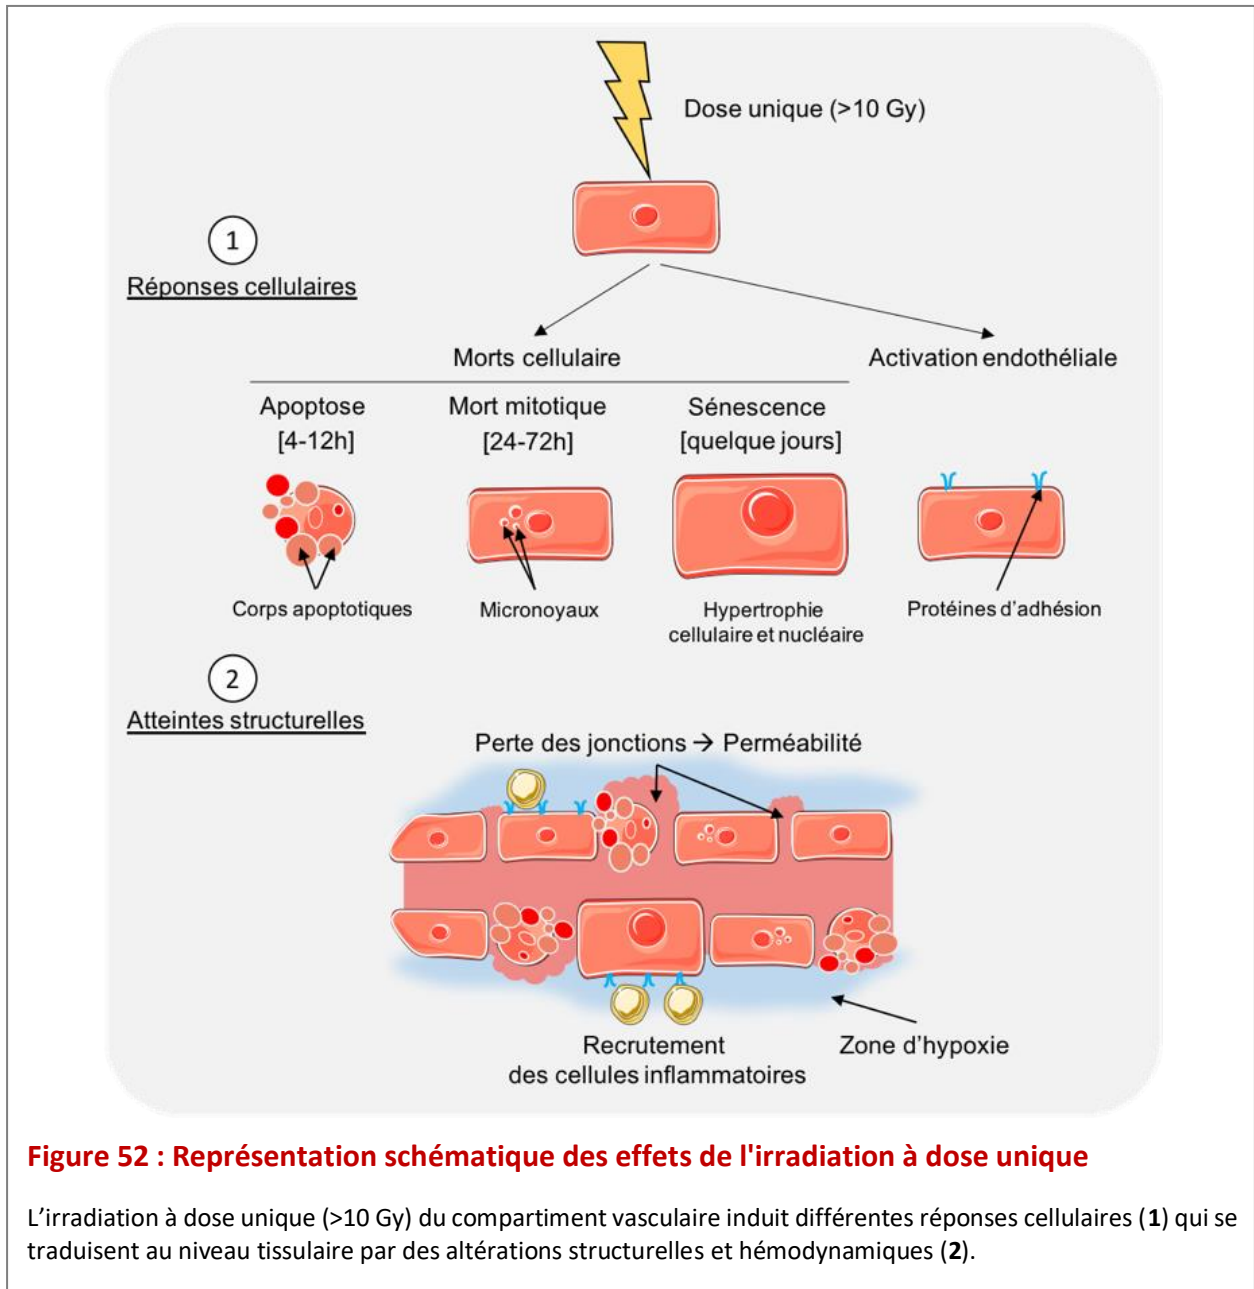 Dose unique (>10 Gy)
1
Réponses cellulaires
Morts cellulaire
Activation endothéliale
Apoptose
[4-12h]
Mort mitotique
[24-72h]
Sénescence
[quelque jours]
Corps apoptotiques
Micronoyaux
Hypertrophie
cellulaire et nucléaire
Protéines d'adhésion
2
Atteintes structurelles
Perte des jonctions → Perméabilité
Recrutement
des cellules inflammatoires
Zone d'hypoxie
Figure 52 : Représentation schématique des effets de l'irradiation à dose unique
L'irradiation à dose unique (>10 Gy) du compartiment vasculaire induit différentes réponses cellulaires (1) qui se
traduisent au niveau tissulaire par des altérations structurelles et hémodynamiques (2).